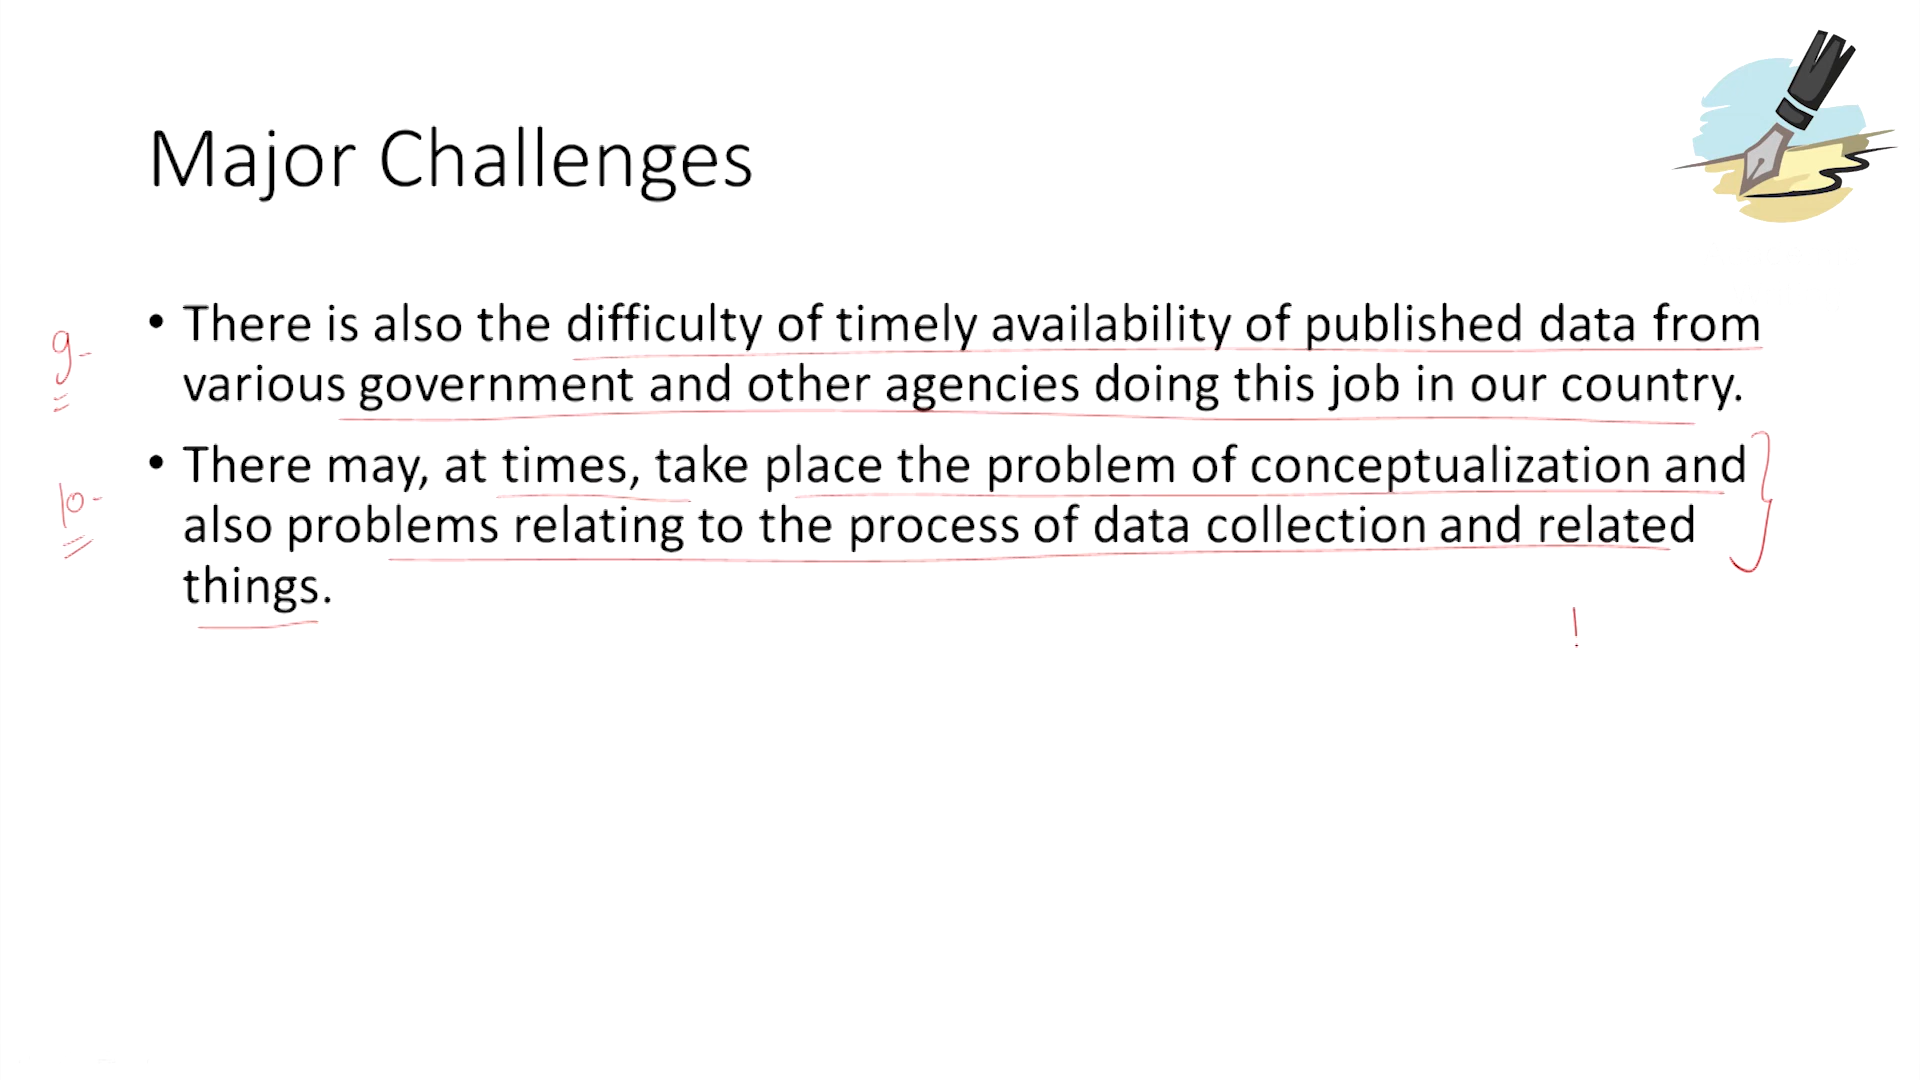 Major Challenges
9-
• There is also the difficulty of timely availability of published data from
various government and other agencies doing this job in our country.
10-
• There may, at times, take place the problem of conceptualization and
also problems relating to the process of data collection and related
things.
!